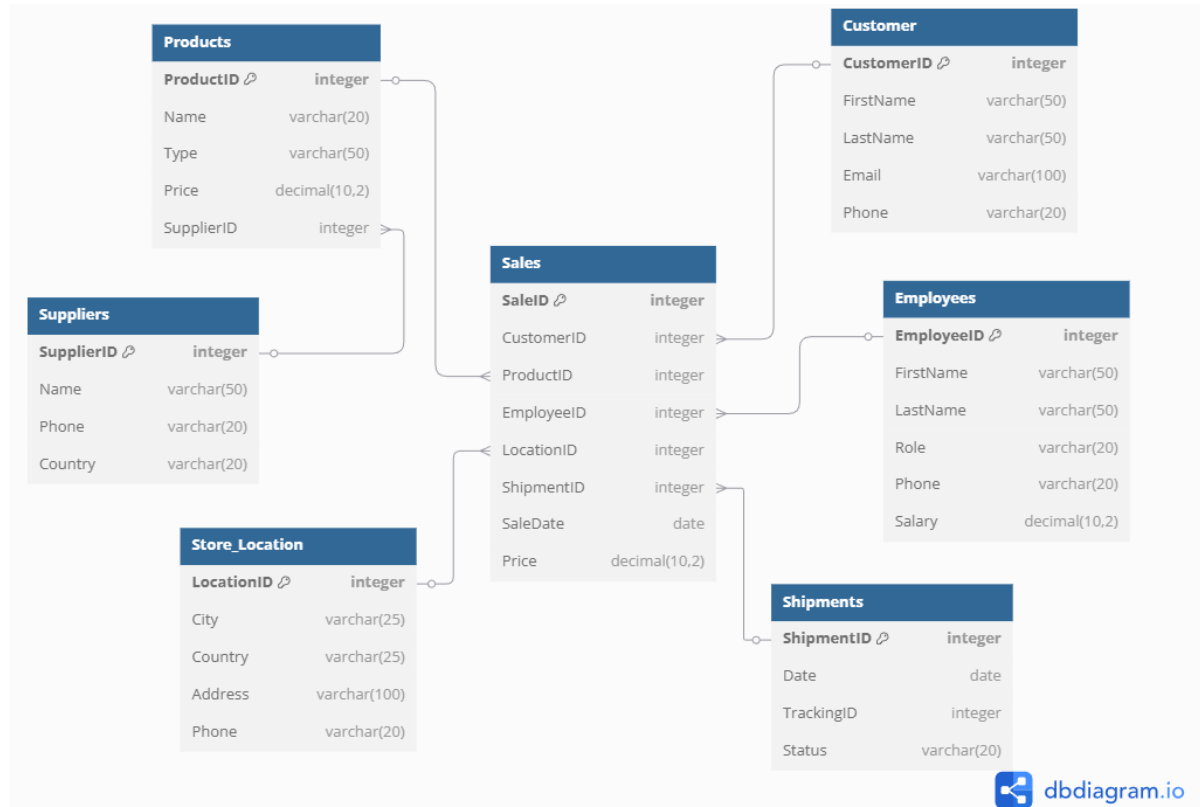 Products
ProductID integer
Name varchar(20)
Type varchar(50)
Price decimal(10,2)
SupplierID integer
Customer
CustomerID integer
FirstName varchar(50)
LastName varchar(50)
Email varchar(100)
Phone varchar(20)
Suppliers
SupplierID integer
Name varchar(50)
Phone varchar(20)
Country varchar(20)
Sales
SaleID integer
CustomerID integer
ProductID integer
EmployeeID integer
LocationID integer
ShipmentID integer
SaleDate date
Price decimal(10,2)
Employees
EmployeeID integer
FirstName varchar(50)
LastName varchar(50)
Role varchar(20)
Phone varchar(20)
Salary decimal(10,2)
Store_Location
LocationID integer
City varchar(25)
Country varchar(25)
Address varchar(100)
Phone varchar(20)
Shipments
ShipmentID integer
Date date
TrackingID integer
Status varchar(20)
dbdiagram.io